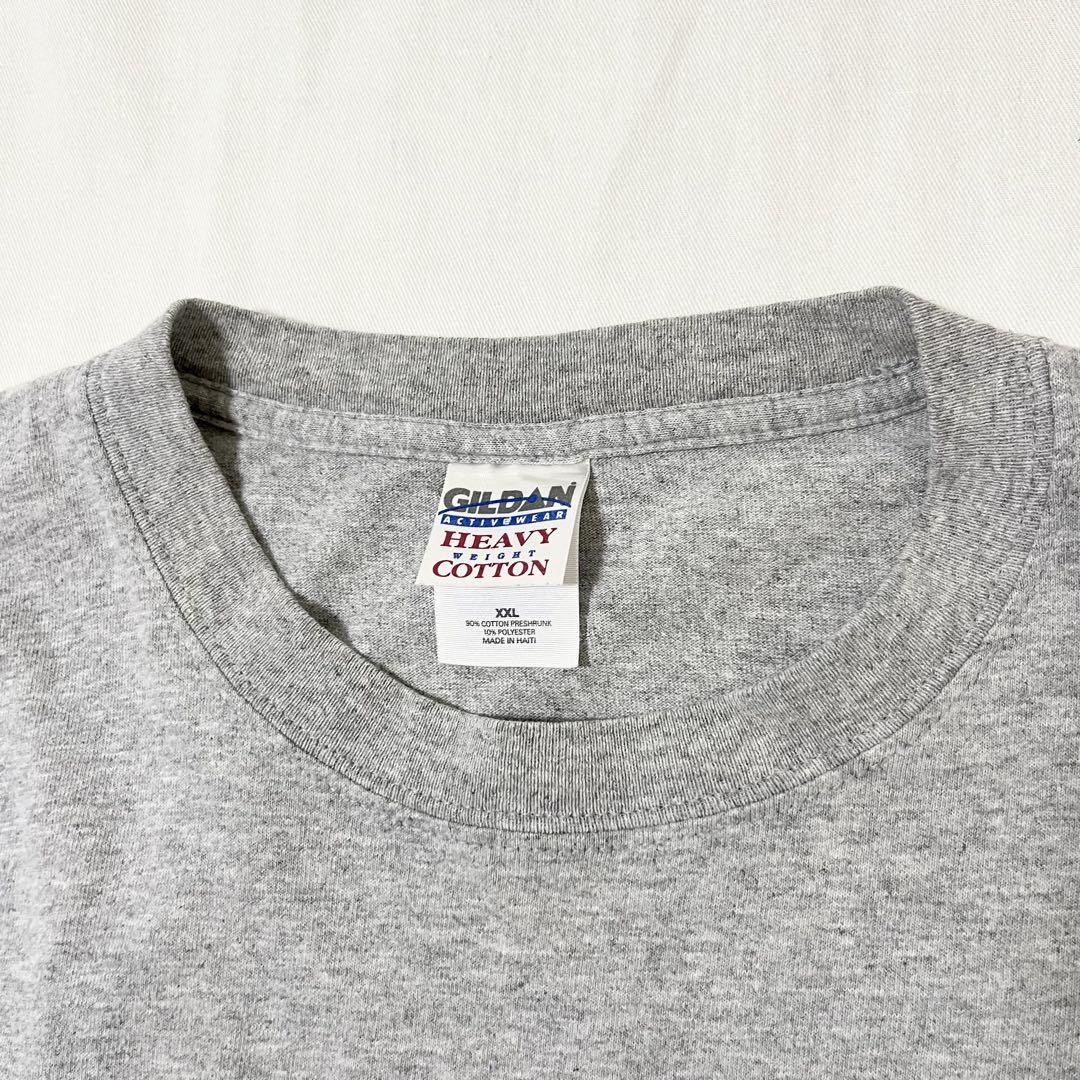 GILDAN
ACTIVEWEAR
HEAVY
WEIGHT
COTTON
XXL
90% COTTON PRESHRUNK
10% POLYESTER
MADE IN HAITI